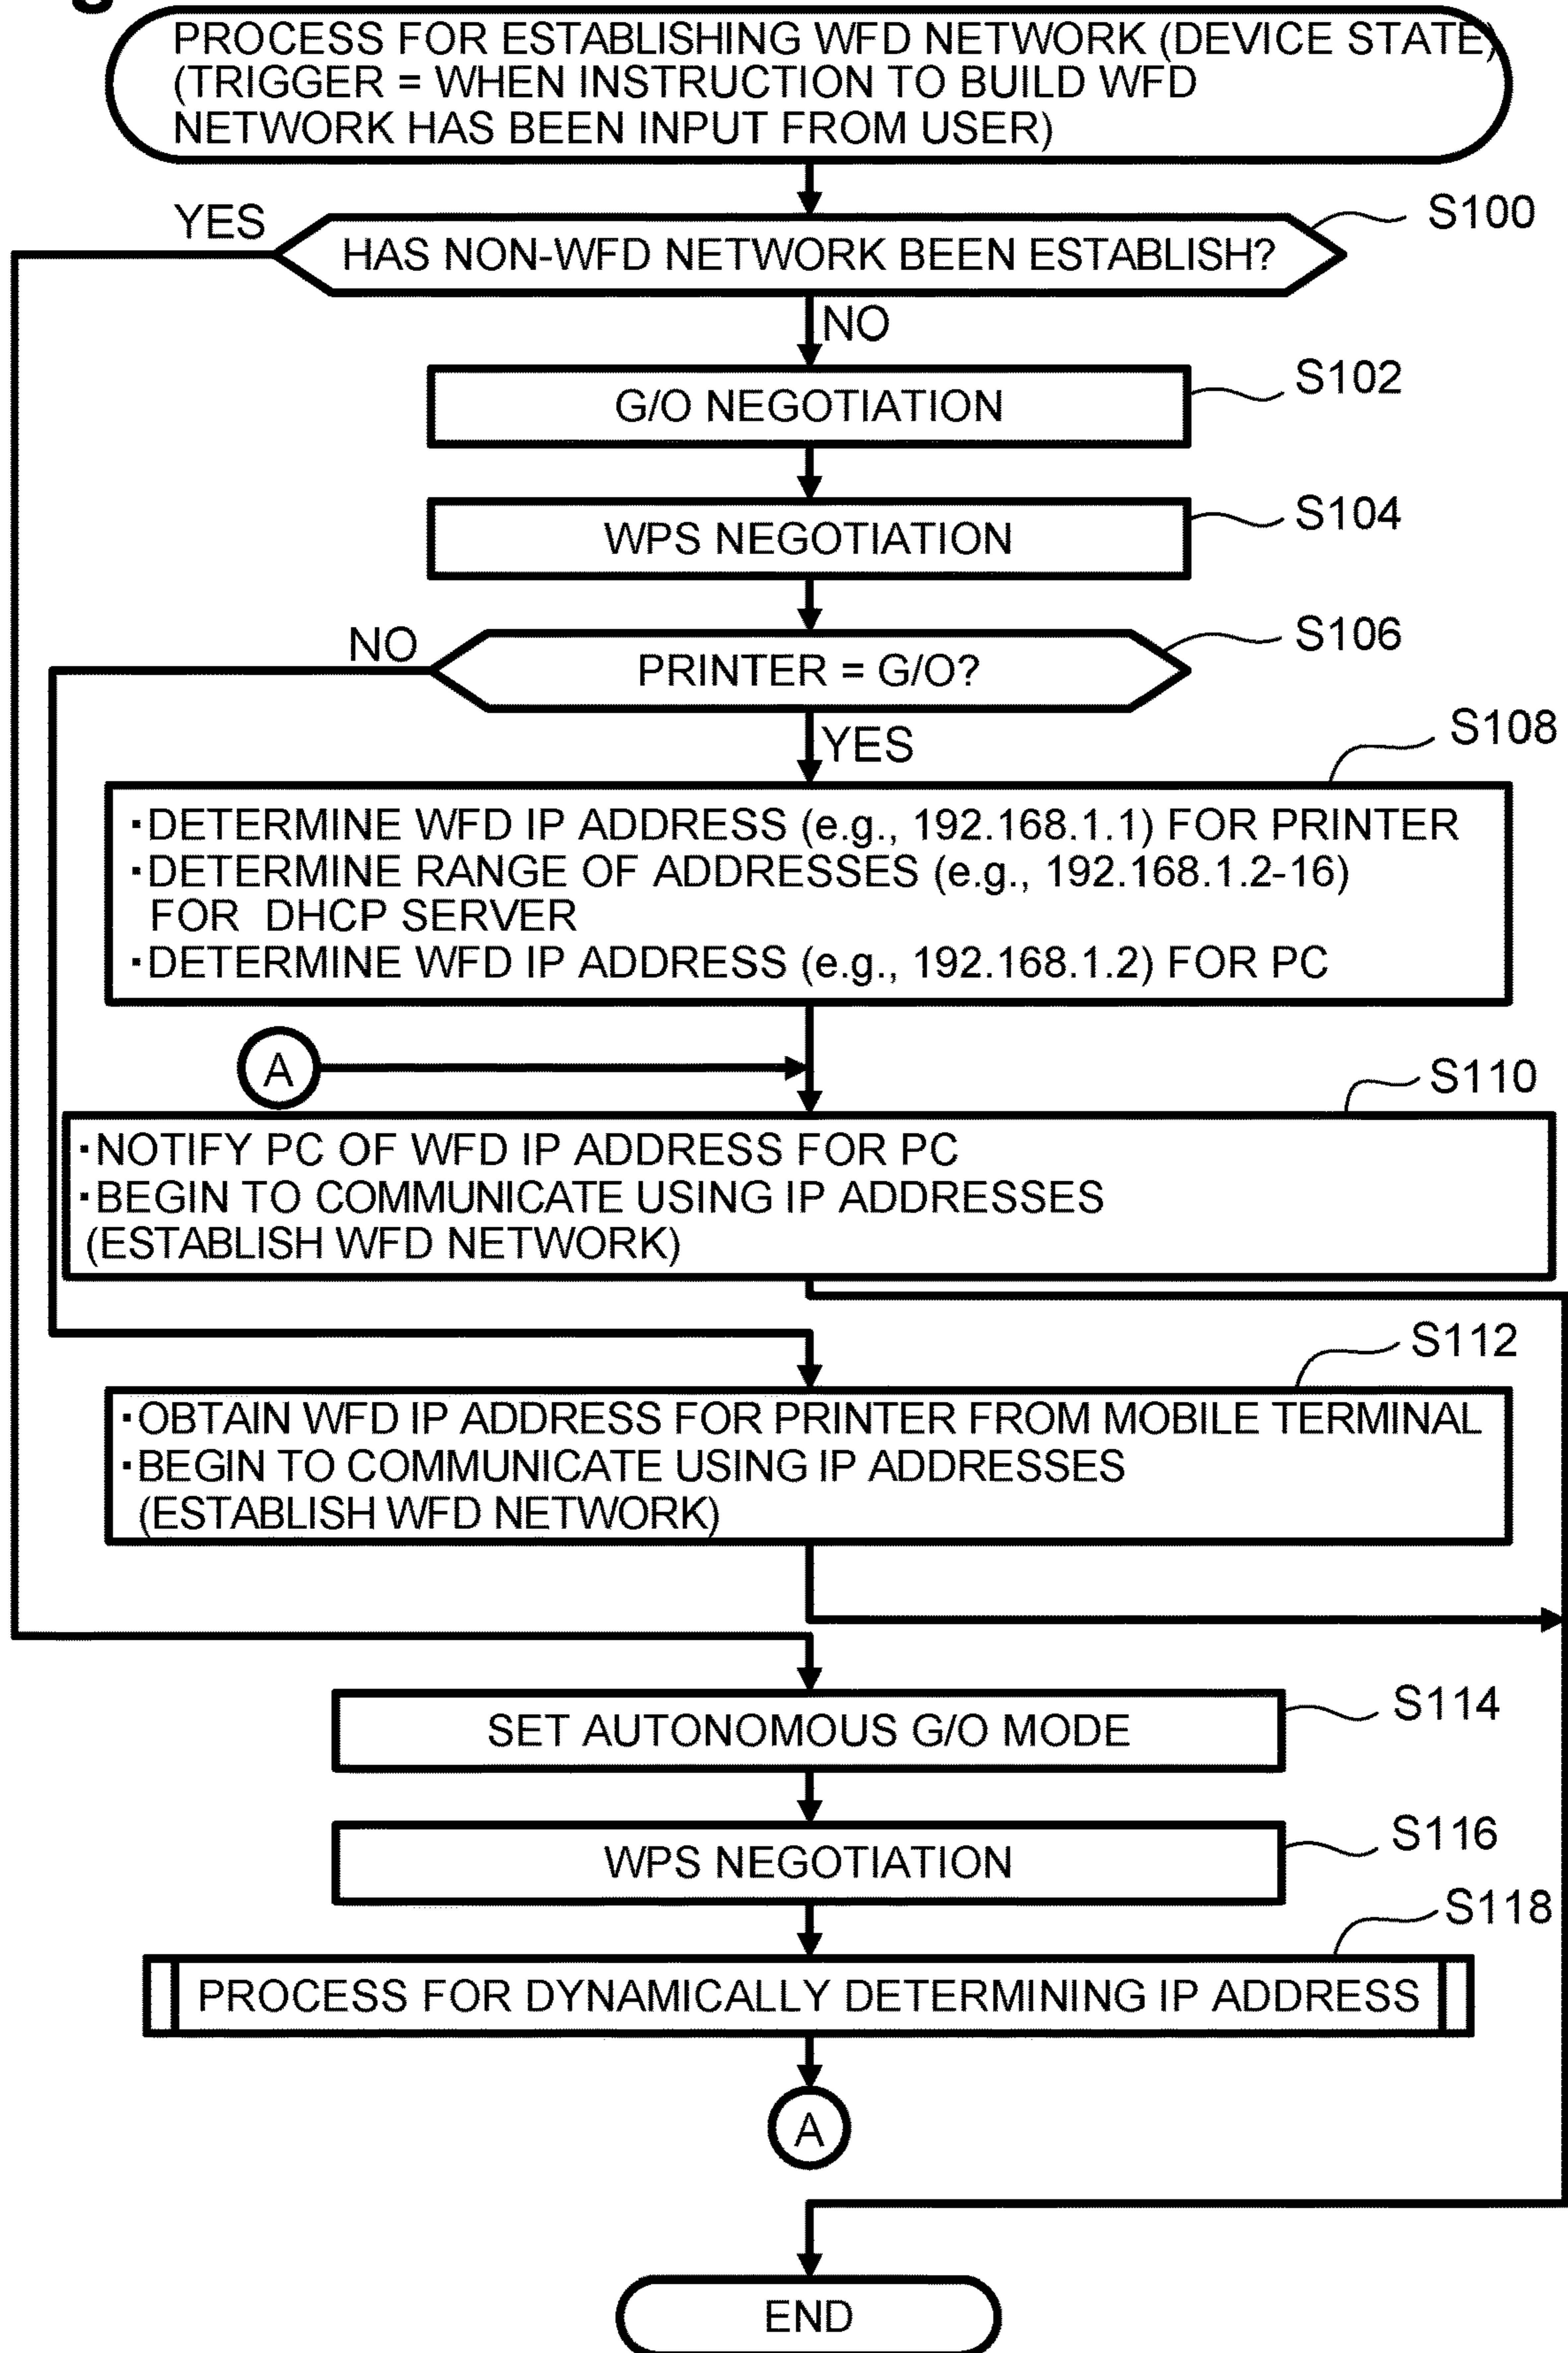 PROCESS FOR ESTABLISHING WFD NETWORK (DEVICE STATE)
(TRIGGER = WHEN INSTRUCTION TO BUILD WFD
NETWORK HAS BEEN INPUT FROM USER)
S100
YES
HAS NON-WFD NETWORK BEEN ESTABLISH?
NO
S102
G/O NEGOTIATION
S104
WPS NEGOTIATION
S106
NO
PRINTER = G/O?
YES
S108
·DETERMINE WFD IP ADDRESS (e.g., 192.168.1.1) FOR PRINTER
·DETERMINE RANGE OF ADDRESSES (e.g., 192.168.1.2-16)
FOR DHCP SERVER
·DETERMINE WFD IP ADDRESS (e.g., 192.168.1.2) FOR PC
A
S110
·NOTIFY PC OF WFD IP ADDRESS FOR PC
·BEGIN TO COMMUNICATE USING IP ADDRESSES
(ESTABLISH WFD NETWORK)
S112
·OBTAIN WFD IP ADDRESS FOR PRINTER FROM MOBILE TERMINAL
·BEGIN TO COMMUNICATE USING IP ADDRESSES
(ESTABLISH WFD NETWORK)
S114
SET AUTONOMOUS G/O MODE
S116
WPS NEGOTIATION
S118
PROCESS FOR DYNAMICALLY DETERMINING IP ADDRESS
A
END